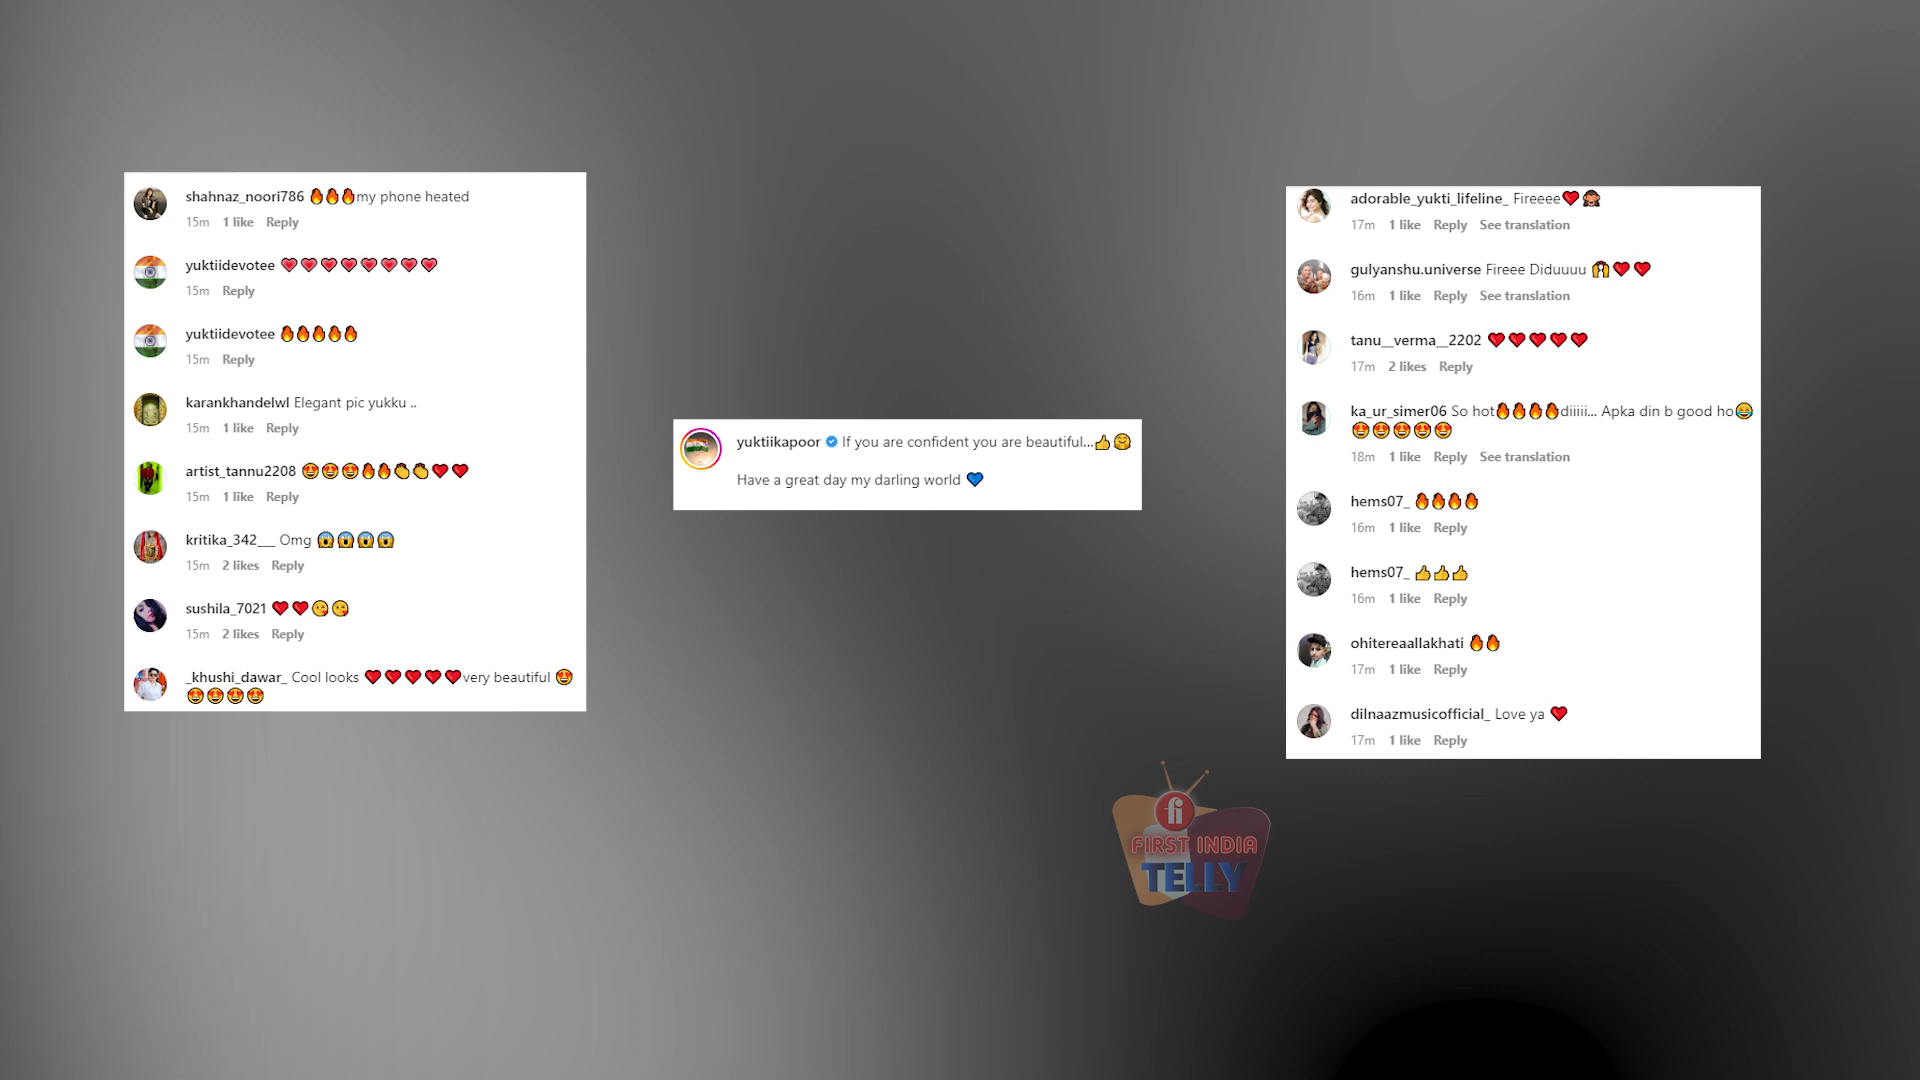 shahnaz_noori786 🔥🔥🔥my phone heated
15m 1 like Reply
yuktiidevotee 💗💗💗💗💗💗💗💗
15m Reply
yuktiidevotee 🔥🔥🔥🔥🔥
15m Reply
karankhandelwl Elegant pic yukku ..
15m 1 like Reply
artist_tannu2208 😍😍😍🔥🔥👏👏❤️❤️
15m 1 like Reply
kritika_342___ Omg 😱😱😱😱
15m 2 likes Reply
sushila_7021 ❤️❤️😘😘
15m 2 likes Reply
_khushi_dawar_ Cool looks ❤️❤️❤️❤️❤️very beautiful 😍
😍😍😍😍
yuktiikapoor If you are confident you are beautiful...👍🤗
Have a great day my darling world 💙
adorable_yukti_lifeline_ Fireeee❤️🙈
17m 1 like Reply See translation
gulyanshu.universe Fireee Diduuuu 🙌❤️❤️
16m 1 like Reply See translation
tanu__verma__2202 ❤️❤️❤️❤️❤️
17m 2 likes Reply
ka_ur_simer06 So hot🔥🔥🔥🔥diiiii... Apka din b good ho😂
😍😍😍😍😍
18m 1 like Reply See translation
hems07_ 🔥🔥🔥🔥
16m 1 like Reply
hems07_ 👍👍👍
16m 1 like Reply
ohitereaallakhati 🔥🔥
17m 1 like Reply
dilnaazmusicofficial_ Love ya ❤️
17m 1 like Reply
fi
FIRST INDIA
TELLY